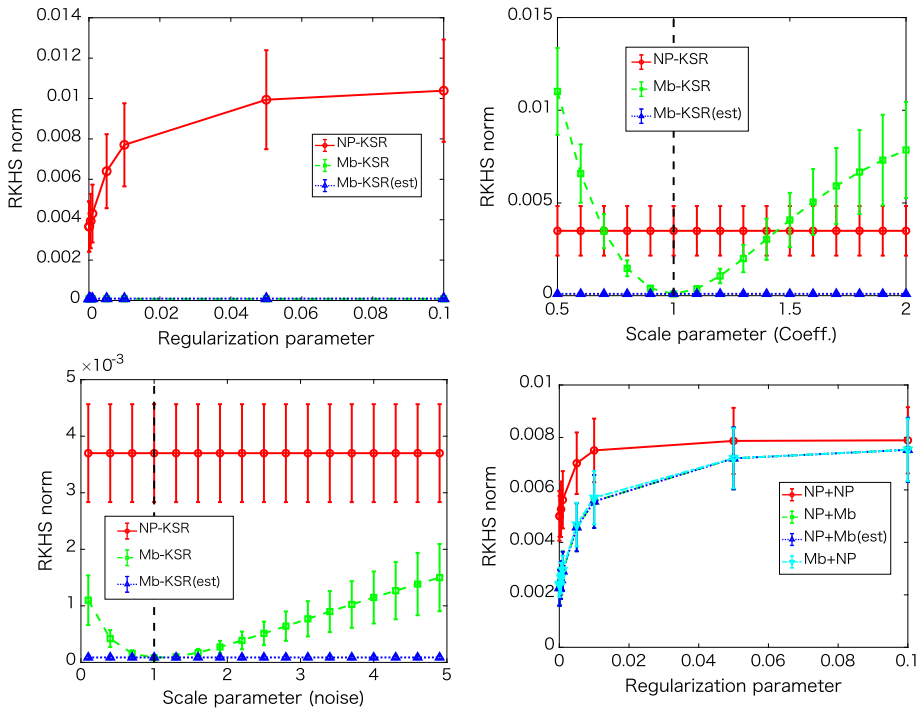 0.014
0.012
0.01
0.008
0.006
0.004
0.002
0
RKHS norm
NP-KSR
Mb-KSR
Mb-KSR(est)
0 0.02 0.04 0.06 0.08 0.1
Regularization parameter
0.015
0.01
0.005
0
RKHS norm
NP-KSR
Mb-KSR
Mb-KSR(est)
0.5 1 1.5 2
Scale parameter (Coeff.)
×10-3
5
4
3
2
1
0
RKHS norm
NP-KSR
Mb-KSR
Mb-KSR(est)
0 1 2 3 4 5
Scale parameter (noise)
0.01
0.008
0.006
0.004
0.002
0
RKHS norm
NP+NP
NP+Mb
NP+Mb(est)
Mb+NP
0 0.02 0.04 0.06 0.08 0.1
Regularization parameter